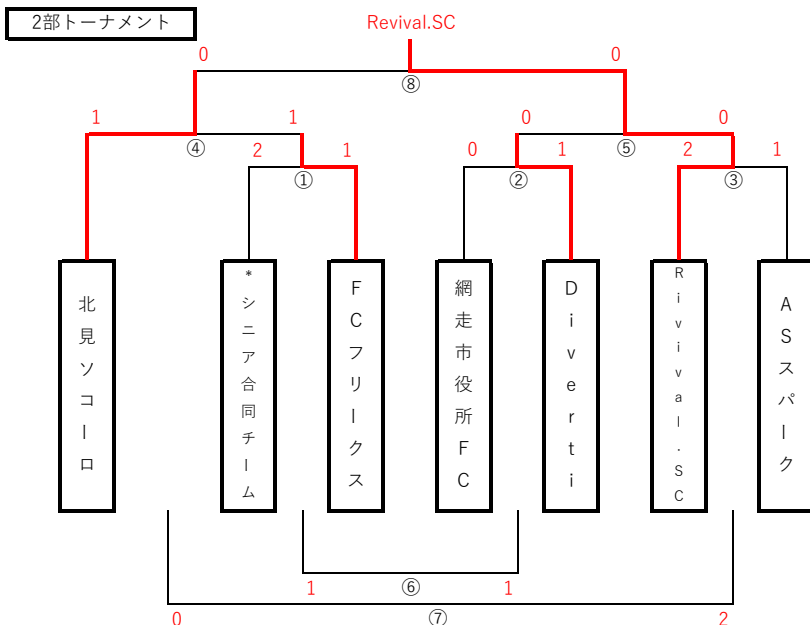 2部トーナメント
Revival.SC
0 0
⑧
1 1 0 0
④ ⑤
2 1 0 1 2 1
① ② ③
北見ソコーロ
*シニア合同チーム
FCフリークス
網走市役所FC
Diverti
Rivival.SC
ASスパーク
1 ⑥ 1
0 ⑦ 2